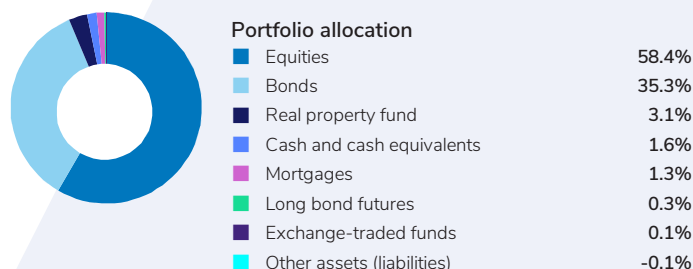 Portfolio allocation
Equities 58.4%
Bonds 35.3%
Real property fund 3.1%
Cash and cash equivalents 1.6%
Mortgages 1.3%
Long bond futures 0.3%
Exchange-traded funds 0.1%
Other assets (liabilities) -0.1%